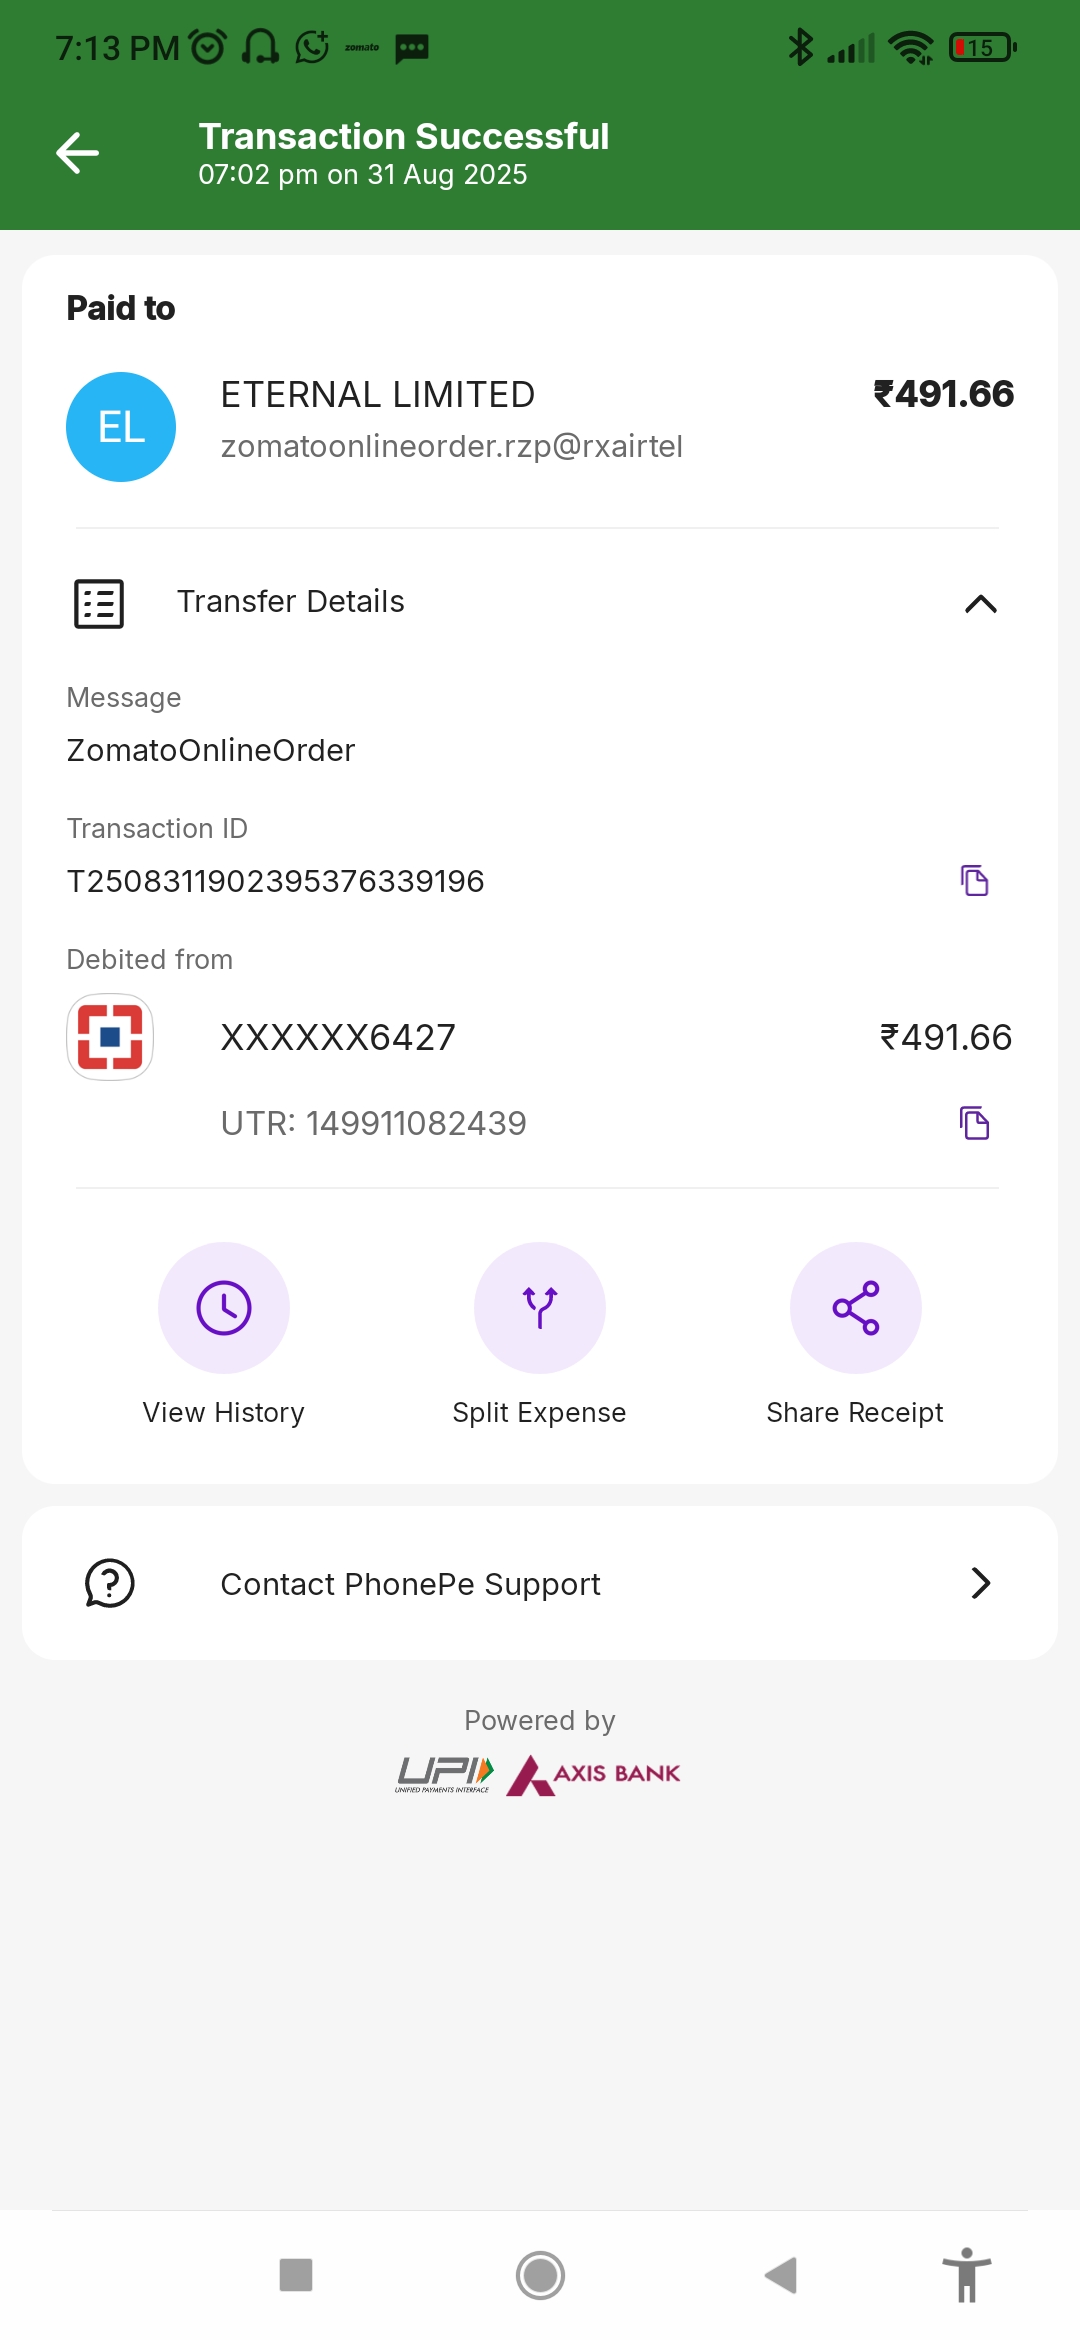 7:13 PM zomato 15
Transaction Successful
07:02 pm on 31 Aug 2025
Paid to
EL
ETERNAL LIMITED ₹491.66
zomatoonlineorder.rzp@rxairtel
Transfer Details
Message
ZomatoOnlineOrder
Transaction ID
T2508311902395376339196
Debited from
XXXXXX6427 ₹491.66
UTR: 149911082439
View History Split Expense Share Receipt
Contact PhonePe Support
Powered by
UPI AXIS BANK
UNIFIED PAYMENTS INTERFACE